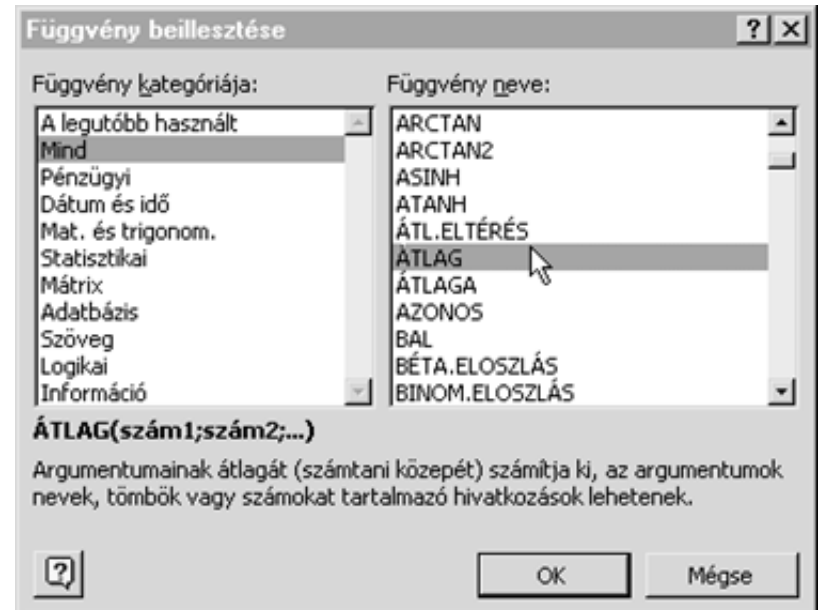 Függvény beillesztése
Függvény kategóriája:
A legutóbb használt
Mind
Pénzügyi
Dátum és idő
Mat. és trigonom.
Statisztikai
Mátrix
Adatbázis
Szöveg
Logikai
Információ
Függvény neve:
ARCTAN
ARCTAN2
ASINH
ATANH
ÁTL.ELTÉRÉS
ÁTLAG
ÁTLAGA
AZONOS
BAL
BÉTA.ELOSZLÁS
BINOM.ELOSZLÁS
ÁTLAG(szám1;szám2;...)
Argumentumainak átlagát (számtani közepét) számítja ki, az argumentumok
nevek, tömbök vagy számokat tartalmazó hivatkozások lehetenek.
OK
Mégse